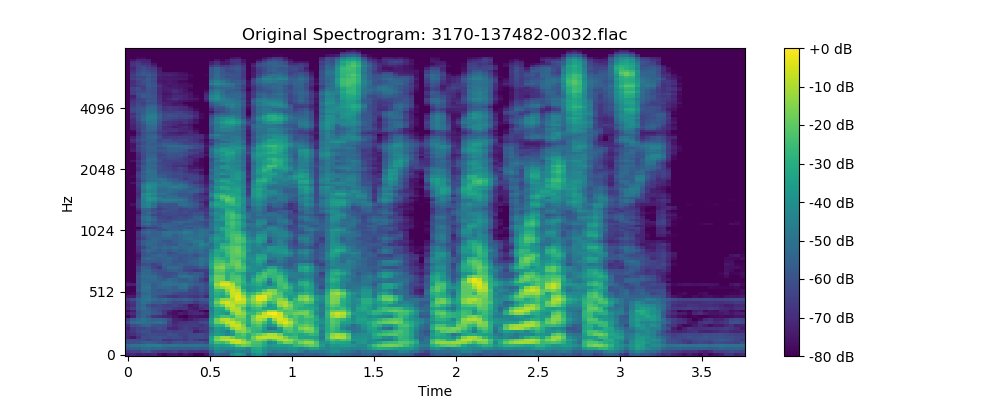 Original Spectrogram: 3170-137482-0032.flac
Hz
4096
2048
1024
512
0
0 0.5 1 1.5 2 2.5 3 3.5
Time
+0 dB
-10 dB
-20 dB
-30 dB
-40 dB
-50 dB
-60 dB
-70 dB
-80 dB